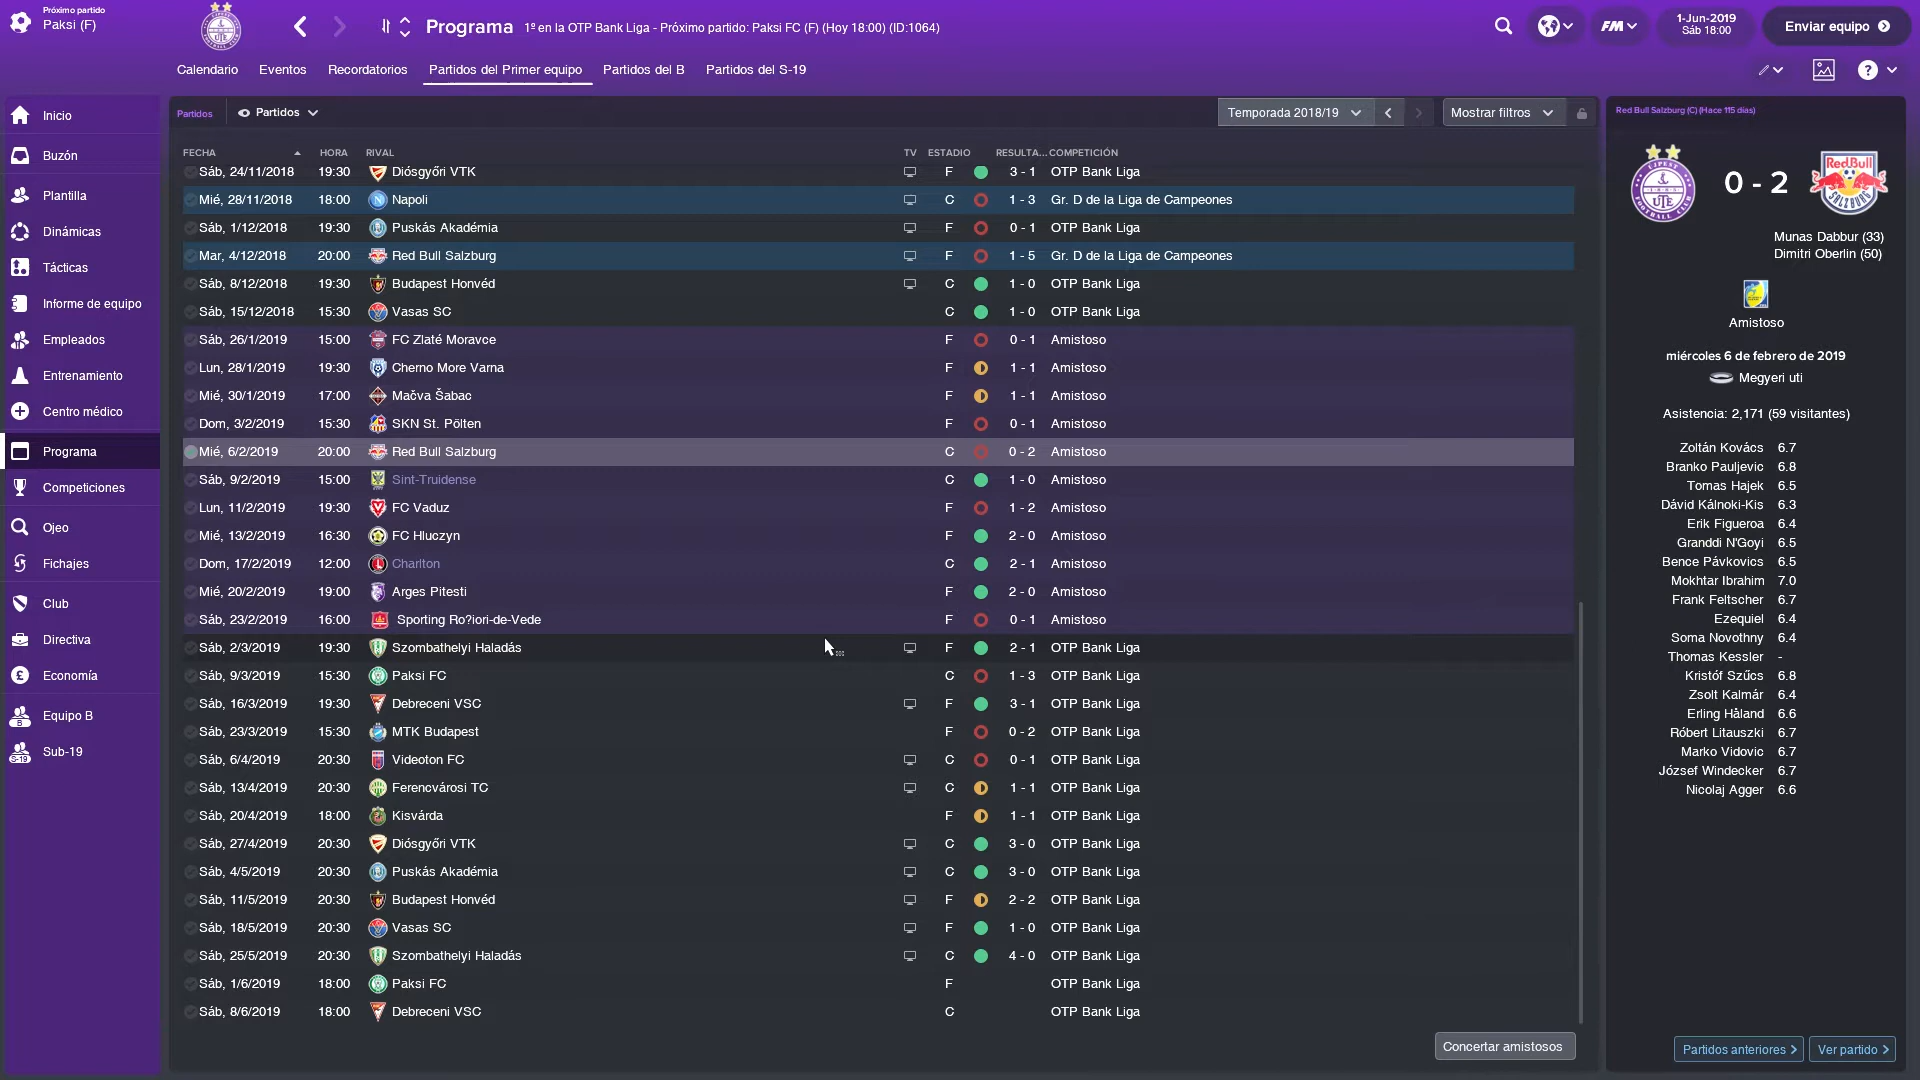 Próximo partido
Paksi (F)
Programa 1º en la OTP Bank Liga - Próximo partido: Paksi FC (F) (Hoy 18:00) (ID:1064)
FM
1-Jun-2019
Sáb 18:00
Enviar equipo
Calendario Eventos Recordatorios Partidos del Primer equipo Partidos del B Partidos del S-19
Inicio
Buzón
Plantilla
Dinámicas
Tácticas
Informe de equipo
Empleados
Entrenamiento
Centro médico
Programa
Competiciones
Ojeo
Fichajes
Club
Directiva
Economía
Equipo B
Sub-19
Partidos Partidos Temporada 2018/19 Mostrar filtros
FECHA HORA RIVAL TV ESTADIO RESULTA... COMPETICIÓN
Sáb, 24/11/2018 19:30 Diósgyőri VTK F 3 - 1 OTP Bank Liga
Mié, 28/11/2018 18:00 Napoli C 1 - 3 Gr. D de la Liga de Campeones
Sáb, 1/12/2018 19:30 Puskás Akadémia F 0 - 1 OTP Bank Liga
Mar, 4/12/2018 20:00 Red Bull Salzburg F 1 - 5 Gr. D de la Liga de Campeones
Sáb, 8/12/2018 19:30 Budapest Honvéd C 1 - 0 OTP Bank Liga
Sáb, 15/12/2018 15:30 Vasas SC C 1 - 0 OTP Bank Liga
Sáb, 26/1/2019 15:00 FC Zlaté Moravce F 0 - 1 Amistoso
Lun, 28/1/2019 19:30 Cherno More Varna F 1 - 1 Amistoso
Mié, 30/1/2019 17:00 Mačva Šabac F 1 - 1 Amistoso
Dom, 3/2/2019 15:30 SKN St. Pölten F 0 - 1 Amistoso
Mié, 6/2/2019 20:00 Red Bull Salzburg C 0 - 2 Amistoso
Sáb, 9/2/2019 15:00 Sint-Truidense C 1 - 0 Amistoso
Lun, 11/2/2019 19:30 FC Vaduz F 1 - 2 Amistoso
Mié, 13/2/2019 16:30 FC Hluczyn F 2 - 0 Amistoso
Dom, 17/2/2019 12:00 Charlton C 2 - 1 Amistoso
Mié, 20/2/2019 19:00 Arges Pitesti F 2 - 0 Amistoso
Sáb, 23/2/2019 16:00 Sporting Ro?iori-de-Vede F 0 - 1 Amistoso
Sáb, 2/3/2019 19:30 Szombathelyi Haladás F 2 - 1 OTP Bank Liga
Sáb, 9/3/2019 15:30 Paksi FC C 1 - 3 OTP Bank Liga
Sáb, 16/3/2019 19:30 Debreceni VSC F 3 - 1 OTP Bank Liga
Sáb, 23/3/2019 15:30 MTK Budapest F 0 - 2 OTP Bank Liga
Sáb, 6/4/2019 20:30 Videoton FC C 0 - 1 OTP Bank Liga
Sáb, 13/4/2019 20:30 Ferencvárosi TC C 1 - 1 OTP Bank Liga
Sáb, 20/4/2019 18:00 Kisvárda F 1 - 1 OTP Bank Liga
Sáb, 27/4/2019 20:30 Diósgyőri VTK C 3 - 0 OTP Bank Liga
Sáb, 4/5/2019 20:30 Puskás Akadémia C 3 - 0 OTP Bank Liga
Sáb, 11/5/2019 20:30 Budapest Honvéd F 2 - 2 OTP Bank Liga
Sáb, 18/5/2019 20:30 Vasas SC F 1 - 0 OTP Bank Liga
Sáb, 25/5/2019 20:30 Szombathelyi Haladás C 4 - 0 OTP Bank Liga
Sáb, 1/6/2019 18:00 Paksi FC F OTP Bank Liga
Sáb, 8/6/2019 18:00 Debreceni VSC C OTP Bank Liga
Concertar amistosos
Red Bull Salzburg (C) (Hace 115 días)
0 - 2
Munas Dabbur (33)
Dimitri Oberlin (50)
Amistoso
miércoles 6 de febrero de 2019
Megyeri uti
Asistencia: 2,171 (59 visitantes)
Zoltán Kovács 6.7
Branko Pauljevic 6.8
Tomas Hajek 6.5
Dávid Kálnoki-Kis 6.3
Erik Figueroa 6.4
Granddi N'Goyi 6.5
Bence Pávkovics 6.5
Mokhtar Ibrahim 7.0
Frank Feltscher 6.7
Ezequiel 6.4
Soma Novothny 6.4
Thomas Kessler -
Kristóf Szűcs 6.8
Zsolt Kalmár 6.4
Erling Håland 6.6
Róbert Litauszki 6.7
Marko Vidovic 6.7
József Windecker 6.7
Nicolaj Agger 6.6
Partidos anteriores Ver partido